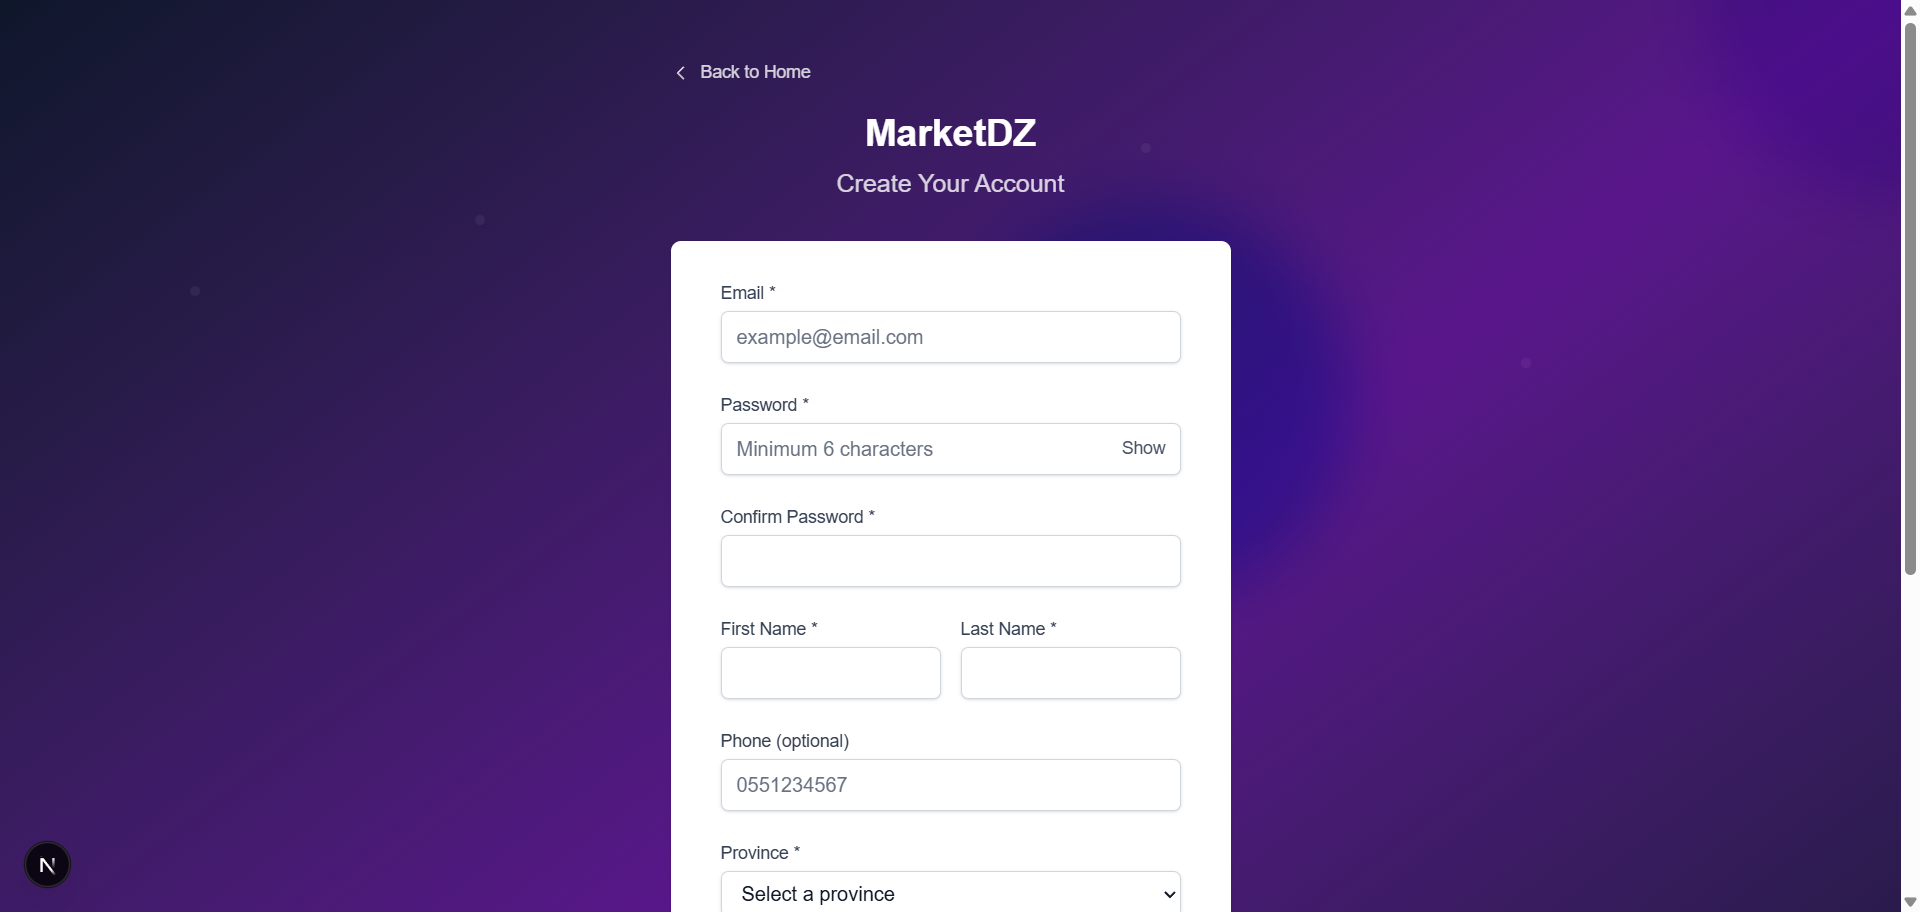 Back to Home
MarketDZ
Create Your Account
Email *
example@email.com
Password *
Minimum 6 characters
Show
Confirm Password *
First Name *
Last Name *
Phone (optional)
0551234567
Province *
Select a province
N